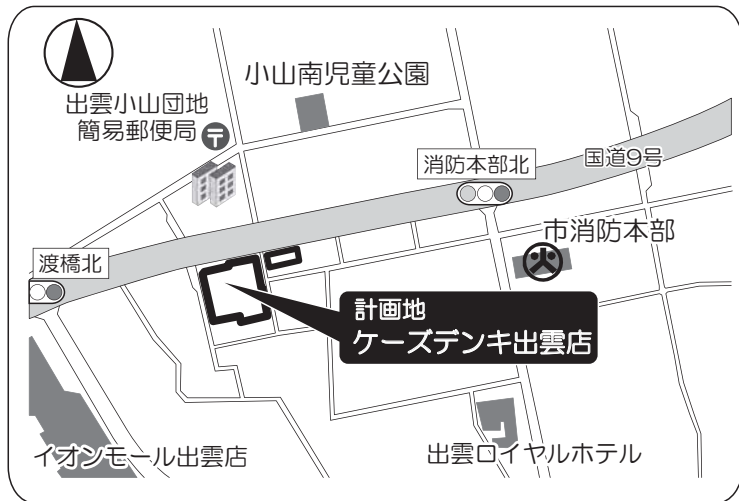 小山南児童公園
出雲小山団地
簡易郵便局
〒
消防本部北
国道9号
市消防本部
渡橋北
計画地
ケーズデンキ出雲店
イオンモール出雲店
出雲ロイヤルホテル